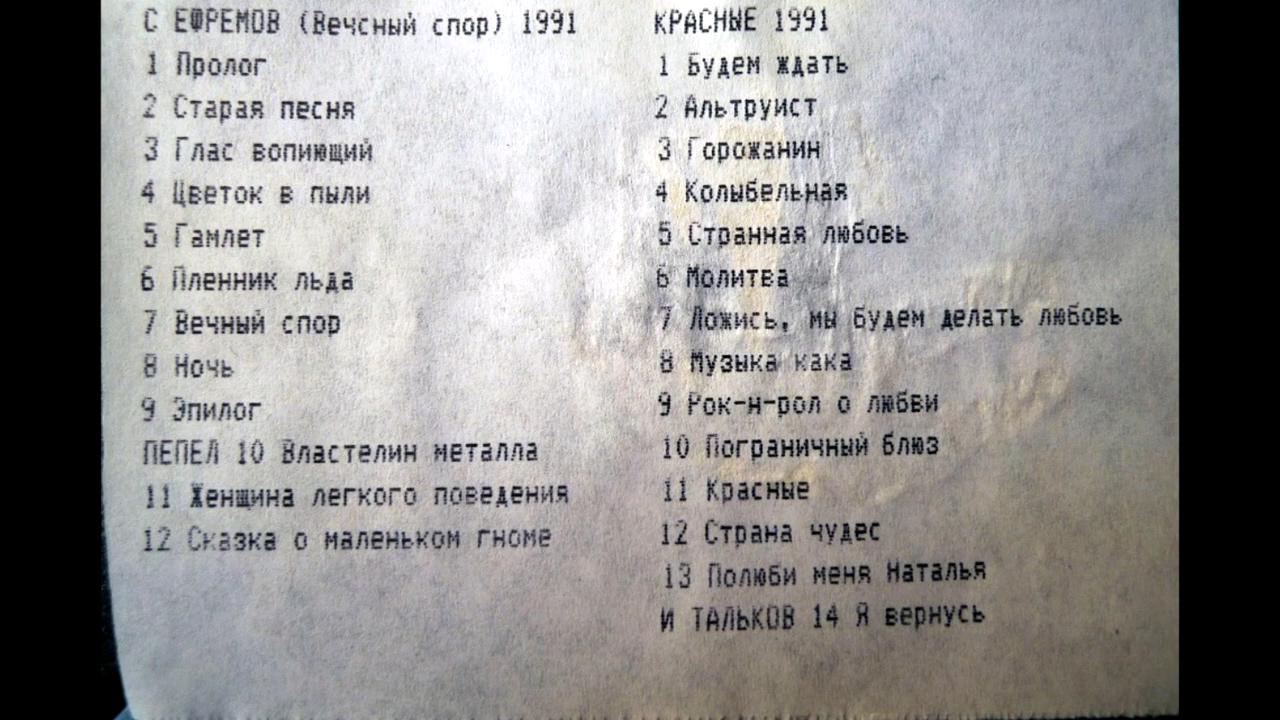 С ЕФРЕМОВ (Вечсный спор) 1991
1 Пролог
2 Старая песня
3 Глас вопиющий
4 Цветок в пыли
5 Гамлет
6 Пленник льда
7 Вечный спор
8 Ночь
9 Эпилог
ПЕПЕЛ 10 Властелин металла
11 Женщина легкого поведения
12 Сказка о маленьком гноме
КРАСНЫЕ 1991
1 Будем ждать
2 Альтруист
3 Горожанин
4 Колыбельная
5 Странная любовь
6 Молитва
7 Ложись, мы будем делать любовь
8 Музыка кака
9 Рок-н-рол о любви
10 Пограничный блюз
11 Красные
12 Страна чудес
13 Полюби меня Наталья
И ТАЛЬКОВ 14 Я вернусь